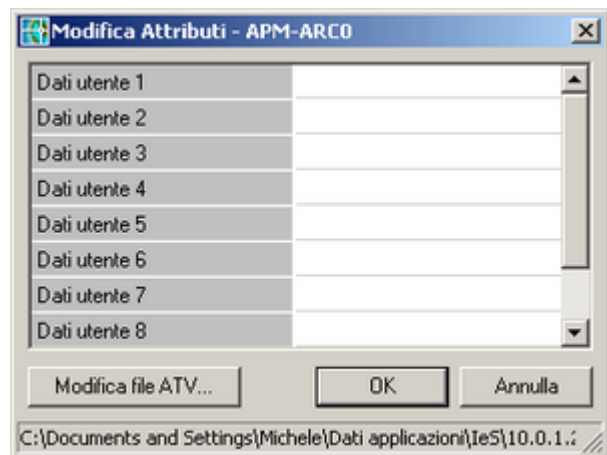 Modifica Attributi - APM-ARC0
Dati utente 1
Dati utente 2
Dati utente 3
Dati utente 4
Dati utente 5
Dati utente 6
Dati utente 7
Dati utente 8
Modifica file ATV... OK Annulla
C:\Documents and Settings\Michele\Dati applicazioni\IeS\10.0.1.